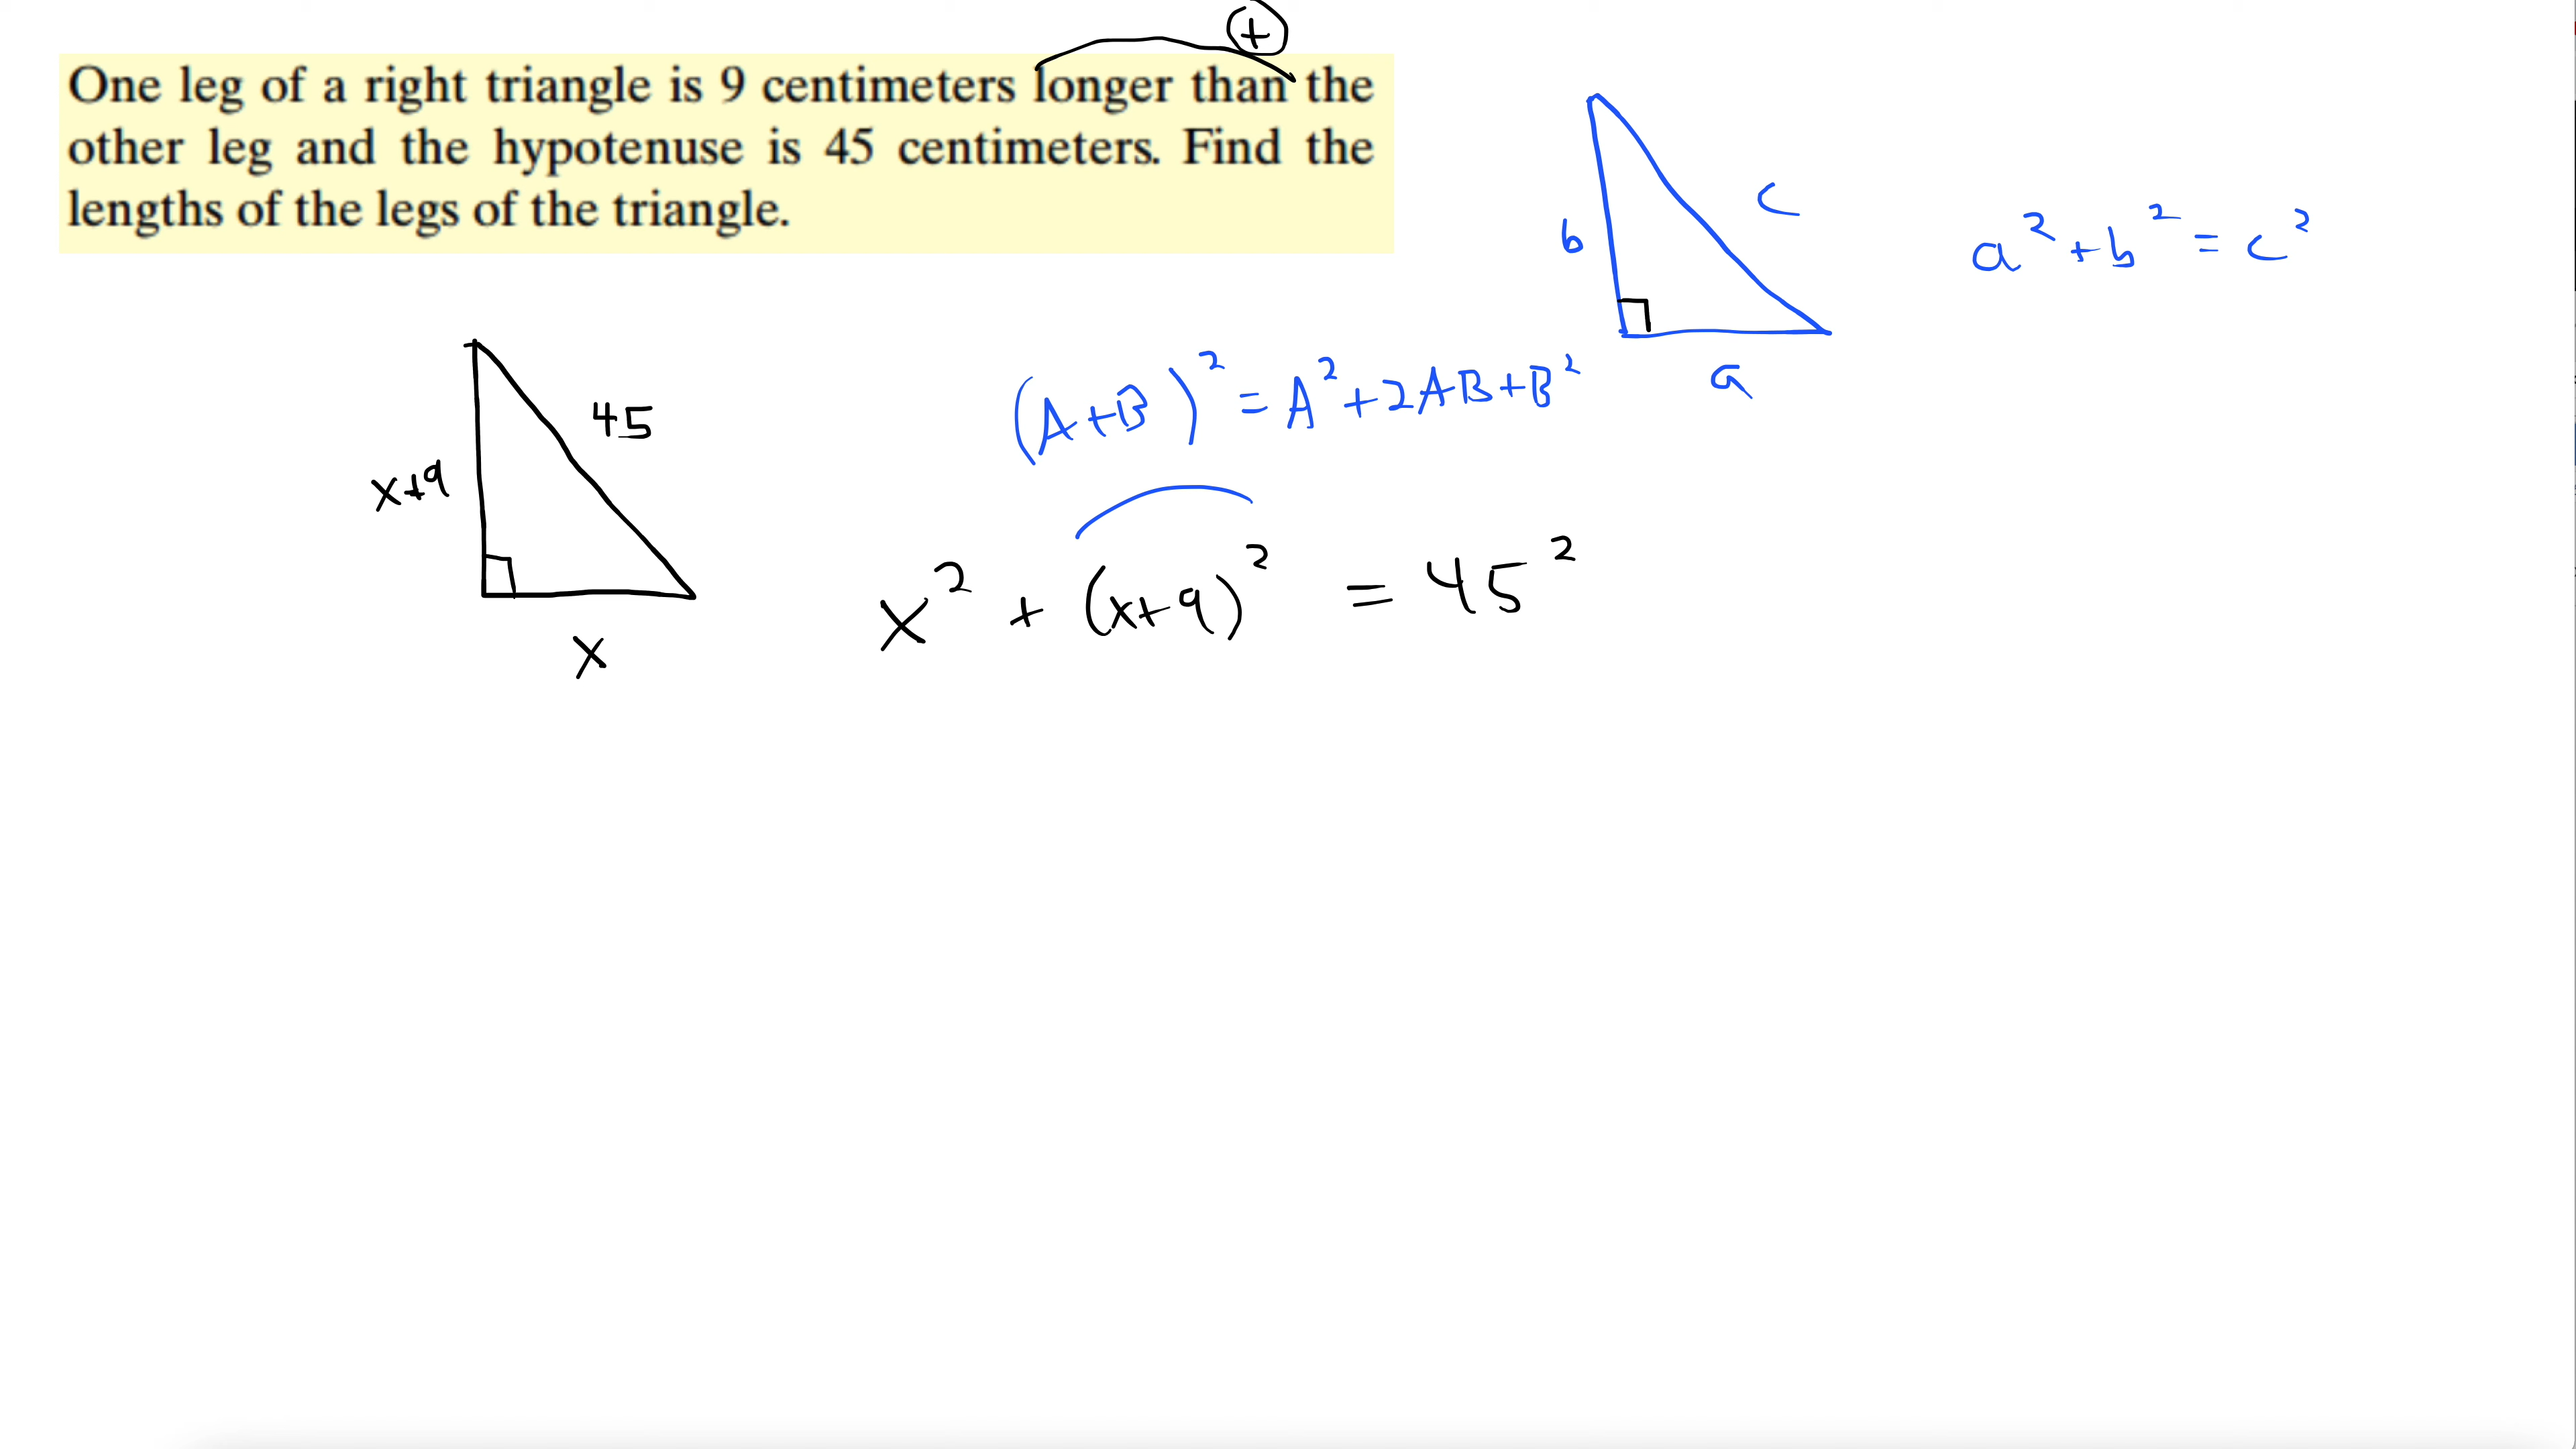 +
One leg of a right triangle is 9 centimeters longer than the
other leg and the hypotenuse is 45 centimeters. Find the
lengths of the legs of the triangle.
b
c
a
a² + b² = c²
45
x+9
x
(A+B)² = A² + 2AB + B²
x² + (x+9)² = 45²